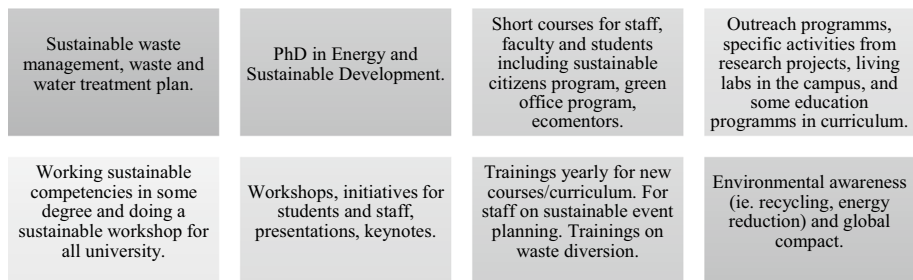 Sustainable waste
management, waste and
water treatment plan.
PhD in Energy and
Sustainable Development.
Short courses for staff,
faculty and students
including sustainable
citizens program, green
office program,
ecomentors.
Outreach programms,
specific activities from
research projects, living
labs in the campus, and
some education
programms in curriculum.
Working sustainable
competencies in some
degree and doing a
sustainable workshop for
all university.
Workshops, initiatives for
students and staff,
presentations, keynotes.
Trainings yearly for new
courses/curriculum. For
staff on sustainable event
planning. Trainings on
waste diversion.
Environmental awareness
(ie. recycling, energy
reduction) and global
compact.